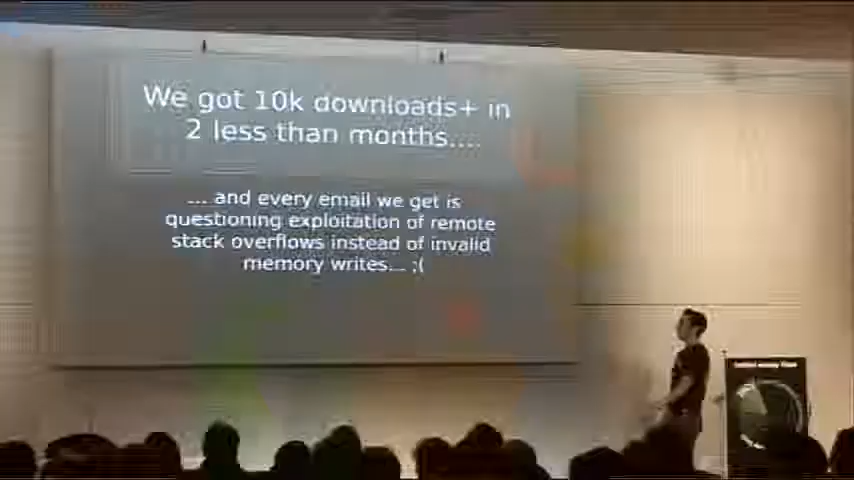 We got 10k downloads+ in
2 less than months....
... and every email we get is
questioning exploitation of remote
stack overflows instead of invalid
memory writes... ;(